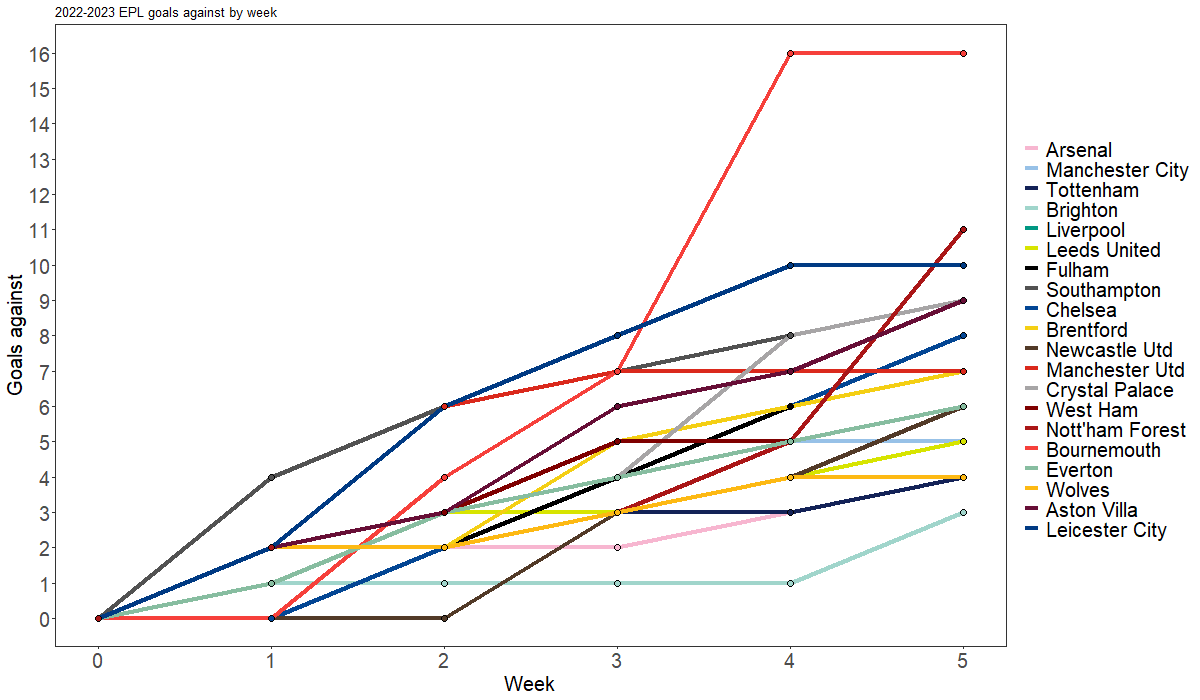 2022-2023 EPL goals against by week
Goals against
16
15
14
13
12
11
10
9
8
7
6
5
4
3
2
1
0
0 1 2 3 4 5
Week
Arsenal
Manchester City
Tottenham
Brighton
Liverpool
Leeds United
Fulham
Southampton
Chelsea
Brentford
Newcastle Utd
Manchester Utd
Crystal Palace
West Ham
Nott'ham Forest
Bournemouth
Everton
Wolves
Aston Villa
Leicester City